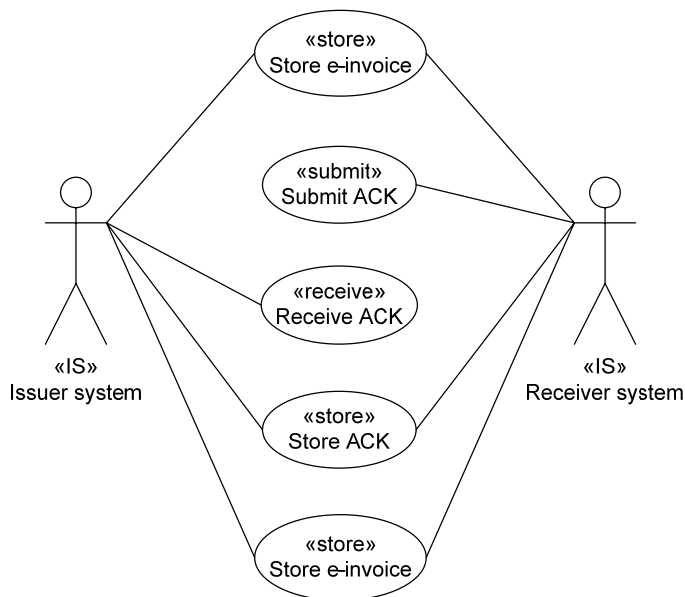 «store»
Store e-invoice
«submit»
Submit ACK
«receive»
Receive ACK
«IS»
Issuer system
«IS»
Receiver system
«store»
Store ACK
«store»
Store e-invoice